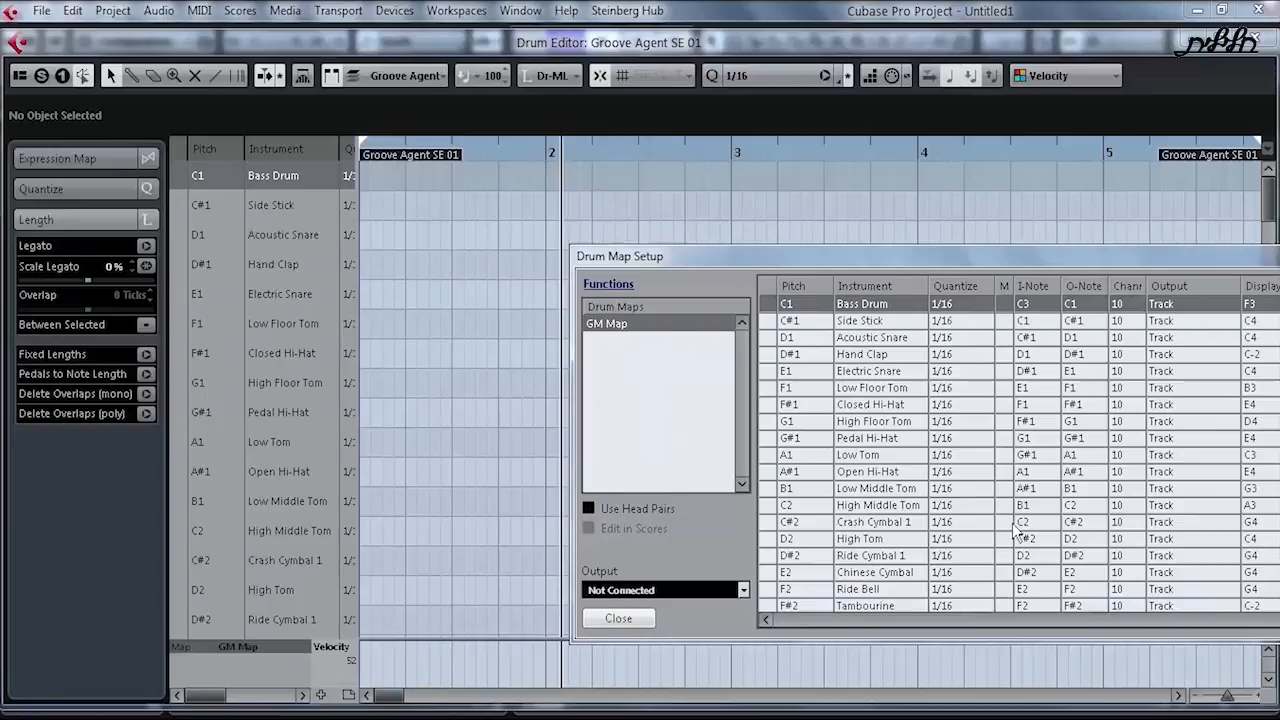 File Edit Project Audio MIDI Scores Media Transport Devices Workspaces Window Help Steinberg Hub Cubase Pro Project - Untitled1
Drum Editor: Groove Agent SE 01
Groove Agent 100 Dr-ML Q 1/16 Velocity
No Object Selected
Expression Map
Quantize Q
Length L
Legato
Scale Legato 0 %
Overlap 0 Ticks
Between Selected
Fixed Lengths
Pedals to Note Length
Delete Overlaps (mono)
Delete Overlaps (poly)
Pitch Instrument
C1 Bass Drum
C#1 Side Stick
D1 Acoustic Snare
D#1 Hand Clap
E1 Electric Snare
F1 Low Floor Tom
F#1 Closed Hi-Hat
G1 High Floor Tom
G#1 Pedal Hi-Hat
A1 Low Tom
A#1 Open Hi-Hat
B1 Low Middle Tom
C2 High Middle Tom
C#2 Crash Cymbal 1
D2 High Tom
D#2 Ride Cymbal 1
Map GM Map Velocity
52
2 3 4 5
Groove Agent SE 01 Groove Agent SE 01
Drum Map Setup
Functions
Drum Maps
GM Map
Use Head Pairs
Edit in Scores
Output
Not Connected
Close
Pitch Instrument Quantize M I-Note O-Note Chann Output Display
C1 Bass Drum 1/16 C3 C1 10 Track F3
C#1 Side Stick 1/16 C1 C#1 10 Track C4
D1 Acoustic Snare 1/16 C#1 D1 10 Track C4
D#1 Hand Clap 1/16 D1 D#1 10 Track C-2
E1 Electric Snare 1/16 D#1 E1 10 Track C4
F1 Low Floor Tom 1/16 E1 F1 10 Track B3
F#1 Closed Hi-Hat 1/16 F1 F#1 10 Track E4
G1 High Floor Tom 1/16 F#1 G1 10 Track D4
G#1 Pedal Hi-Hat 1/16 G1 G#1 10 Track E4
A1 Low Tom 1/16 G#1 A1 10 Track C3
A#1 Open Hi-Hat 1/16 A1 A#1 10 Track E4
B1 Low Middle Tom 1/16 A#1 B1 10 Track G3
C2 High Middle Tom 1/16 B1 C2 10 Track A3
C#2 Crash Cymbal 1 1/16 C2 C#2 10 Track G4
D2 High Tom 1/16 D2 10 Track C4
D#2 Ride Cymbal 1 1/16 D2 D#2 10 Track G4
E2 Chinese Cymbal 1/16 D#2 E2 10 Track G4
F2 Ride Bell 1/16 E2 F2 10 Track G4
F#2 Tambourine 1/16 F2 F#2 10 Track C-2